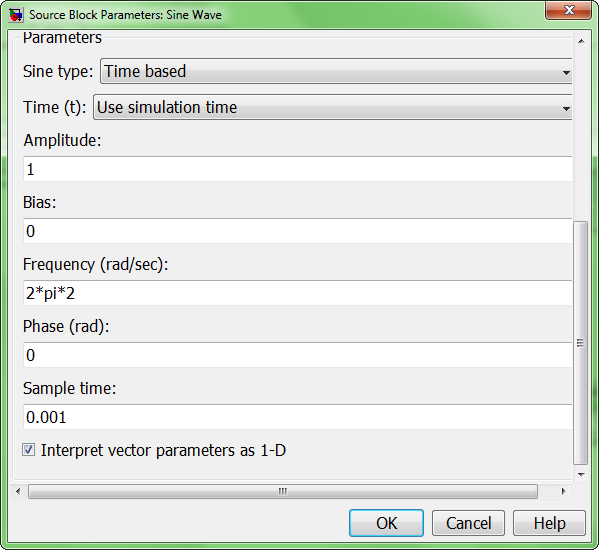 Source Block Parameters: Sine Wave
Parameters
Sine type: Time based
Time (t): Use simulation time
Amplitude:
1
Bias:
0
Frequency (rad/sec):
2*pi*2
Phase (rad):
0
Sample time:
0.001
Interpret vector parameters as 1-D
OK Cancel Help